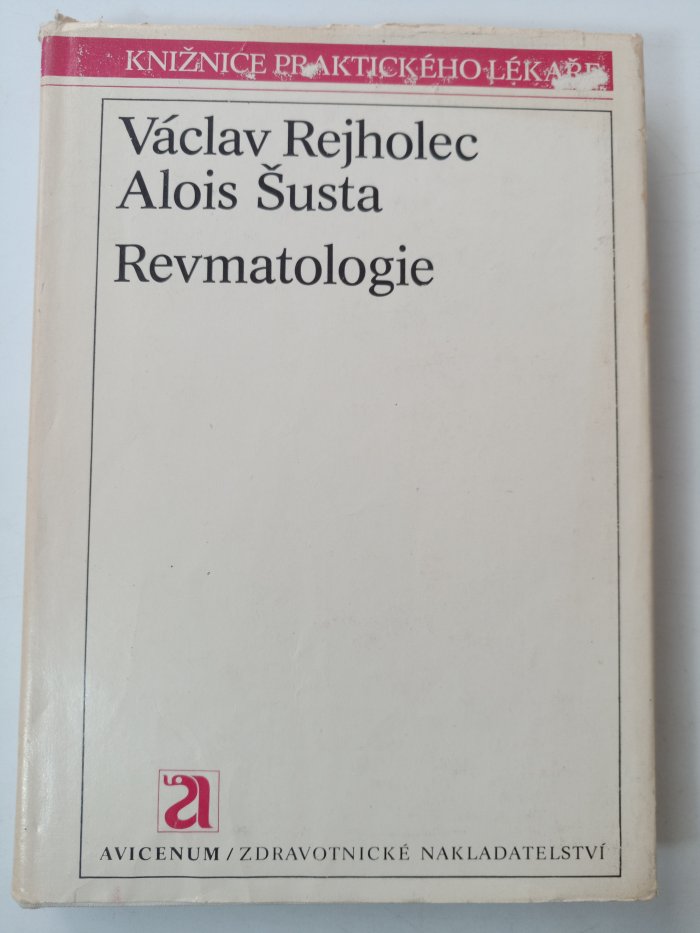 KNIŽNICE PRAKTICKÉHO LÉKAŘE
Václav Rejholec
Alois Šusta
Revmatologie
a
AVICENUM / ZDRAVOTNICKÉ NAKLADATELSTVÍ